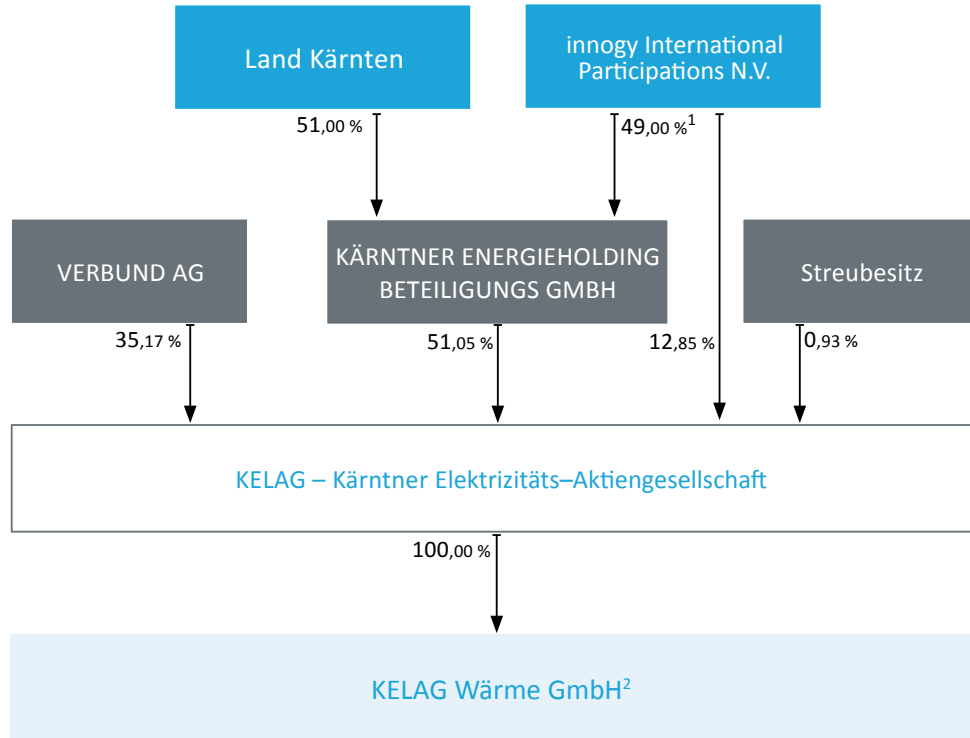 Land Kärnten
innogy International
Participations N.V.
51,00 %
49,00 %¹
VERBUND AG
KÄRNTNER ENERGIEHOLDING
BETEILIGUNGS GMBH
Streubesitz
35,17 %
51,05 %
12,85 %
0,93 %
KELAG – Kärntner Elektrizitäts–Aktiengesellschaft
100,00 %
KELAG Wärme GmbH²